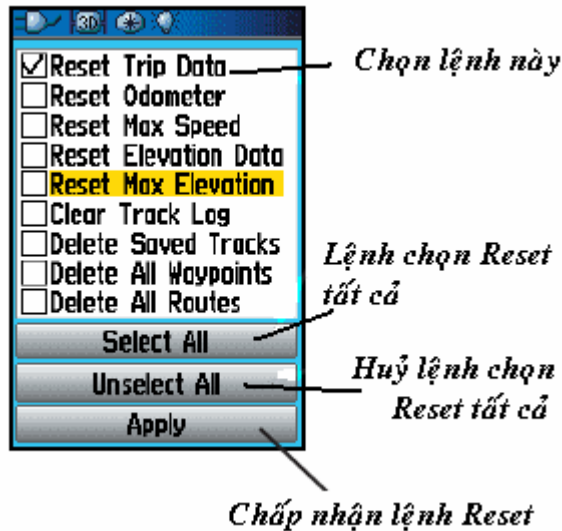 3D
Reset Trip Data
Chọn lệnh này
Reset Odometer
Reset Max Speed
Reset Elevation Data
Reset Max Elevation
Clear Track Log
Delete Saved Tracks
Delete All Waypoints
Delete All Routes
Lệnh chọn Reset
tất cả
Select All
Unselect All
Huỷ lệnh chọn
Reset tất cả
Apply
Chấp nhận lệnh Reset